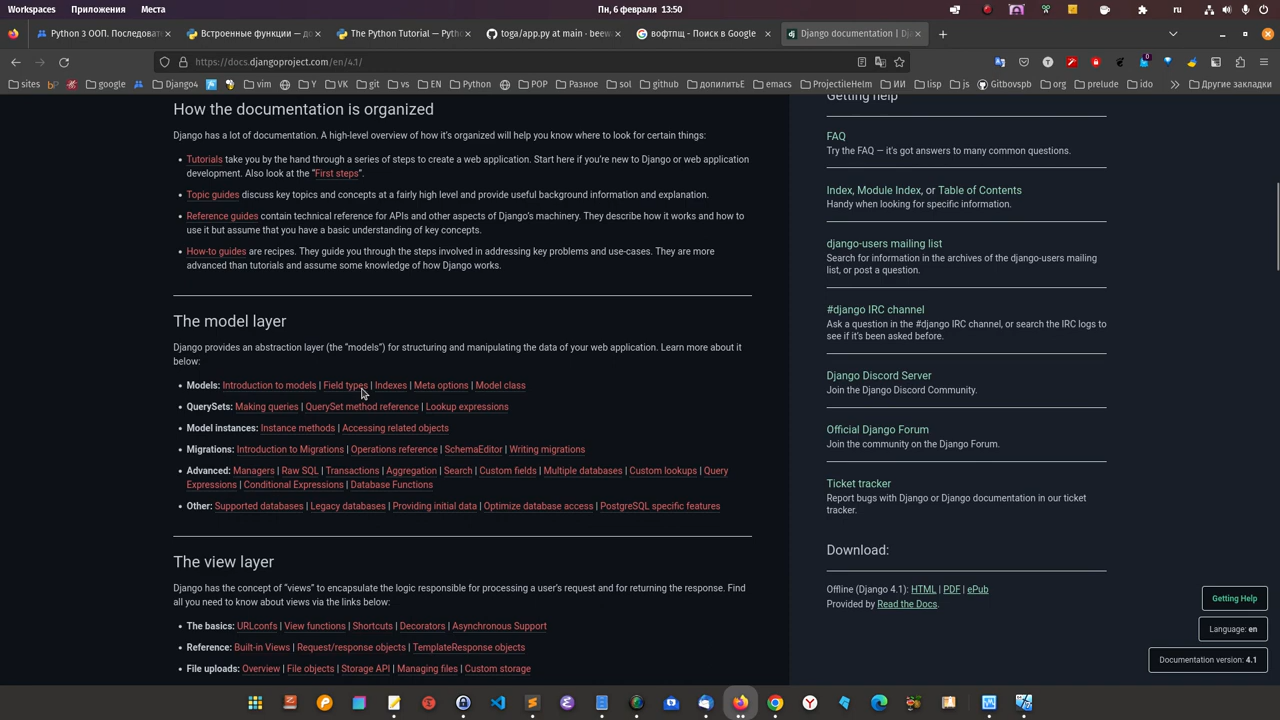 Workspaces Приложения Места Пн, 6 февраля 13:50 ru
Python 3 ООП. Последоват Встроенные функции — до The Python Tutorial — Pytho toga/app.py at main · beew вофтпщ - Поиск в Google Django documentation | Dj
https://docs.djangoproject.com/en/4.1/
sites google Django4 vim Y VK git vs EN Python POP Разное sol github допилитьЕ emacs ProjectileHelm ИИ lisp js Gitbovspb org prelude ido Другие закладки
How the documentation is organized
Django has a lot of documentation. A high-level overview of how it's organized will help you know where to look for certain things:
• Tutorials take you by the hand through a series of steps to create a web application. Start here if you're new to Django or web application
development. Also look at the “First steps”.
• Topic guides discuss key topics and concepts at a fairly high level and provide useful background information and explanation.
• Reference guides contain technical reference for APIs and other aspects of Django's machinery. They describe how it works and how to
use it but assume that you have a basic understanding of key concepts.
• How-to guides are recipes. They guide you through the steps involved in addressing key problems and use-cases. They are more
advanced than tutorials and assume some knowledge of how Django works.
The model layer
Django provides an abstraction layer (the “models”) for structuring and manipulating the data of your web application. Learn more about it
below:
• Models: Introduction to models | Field types | Indexes | Meta options | Model class
• QuerySets: Making queries | QuerySet method reference | Lookup expressions
• Model instances: Instance methods | Accessing related objects
• Migrations: Introduction to Migrations | Operations reference | SchemaEditor | Writing migrations
• Advanced: Managers | Raw SQL | Transactions | Aggregation | Search | Custom fields | Multiple databases | Custom lookups | Query
Expressions | Conditional Expressions | Database Functions
• Other: Supported databases | Legacy databases | Providing initial data | Optimize database access | PostgreSQL specific features
The view layer
Django has the concept of “views” to encapsulate the logic responsible for processing a user's request and for returning the response. Find
all you need to know about views via the links below:
• The basics: URLconfs | View functions | Shortcuts | Decorators | Asynchronous Support
• Reference: Built-in Views | Request/response objects | TemplateResponse objects
• File uploads: Overview | File objects | Storage API | Managing files | Custom storage
Getting help
FAQ
Try the FAQ — it's got answers to many common questions.
Index, Module Index, or Table of Contents
Handy when looking for specific information.
django-users mailing list
Search for information in the archives of the django-users mailing
list, or post a question.
#django IRC channel
Ask a question in the #django IRC channel, or search the IRC logs to
see if it's been asked before.
Django Discord Server
Join the Django Discord Community.
Official Django Forum
Join the community on the Django Forum.
Ticket tracker
Report bugs with Django or Django documentation in our ticket
tracker.
Download:
Offline (Django 4.1): HTML | PDF | ePub
Provided by Read the Docs.
Getting Help
Language: en
Documentation version: 4.1